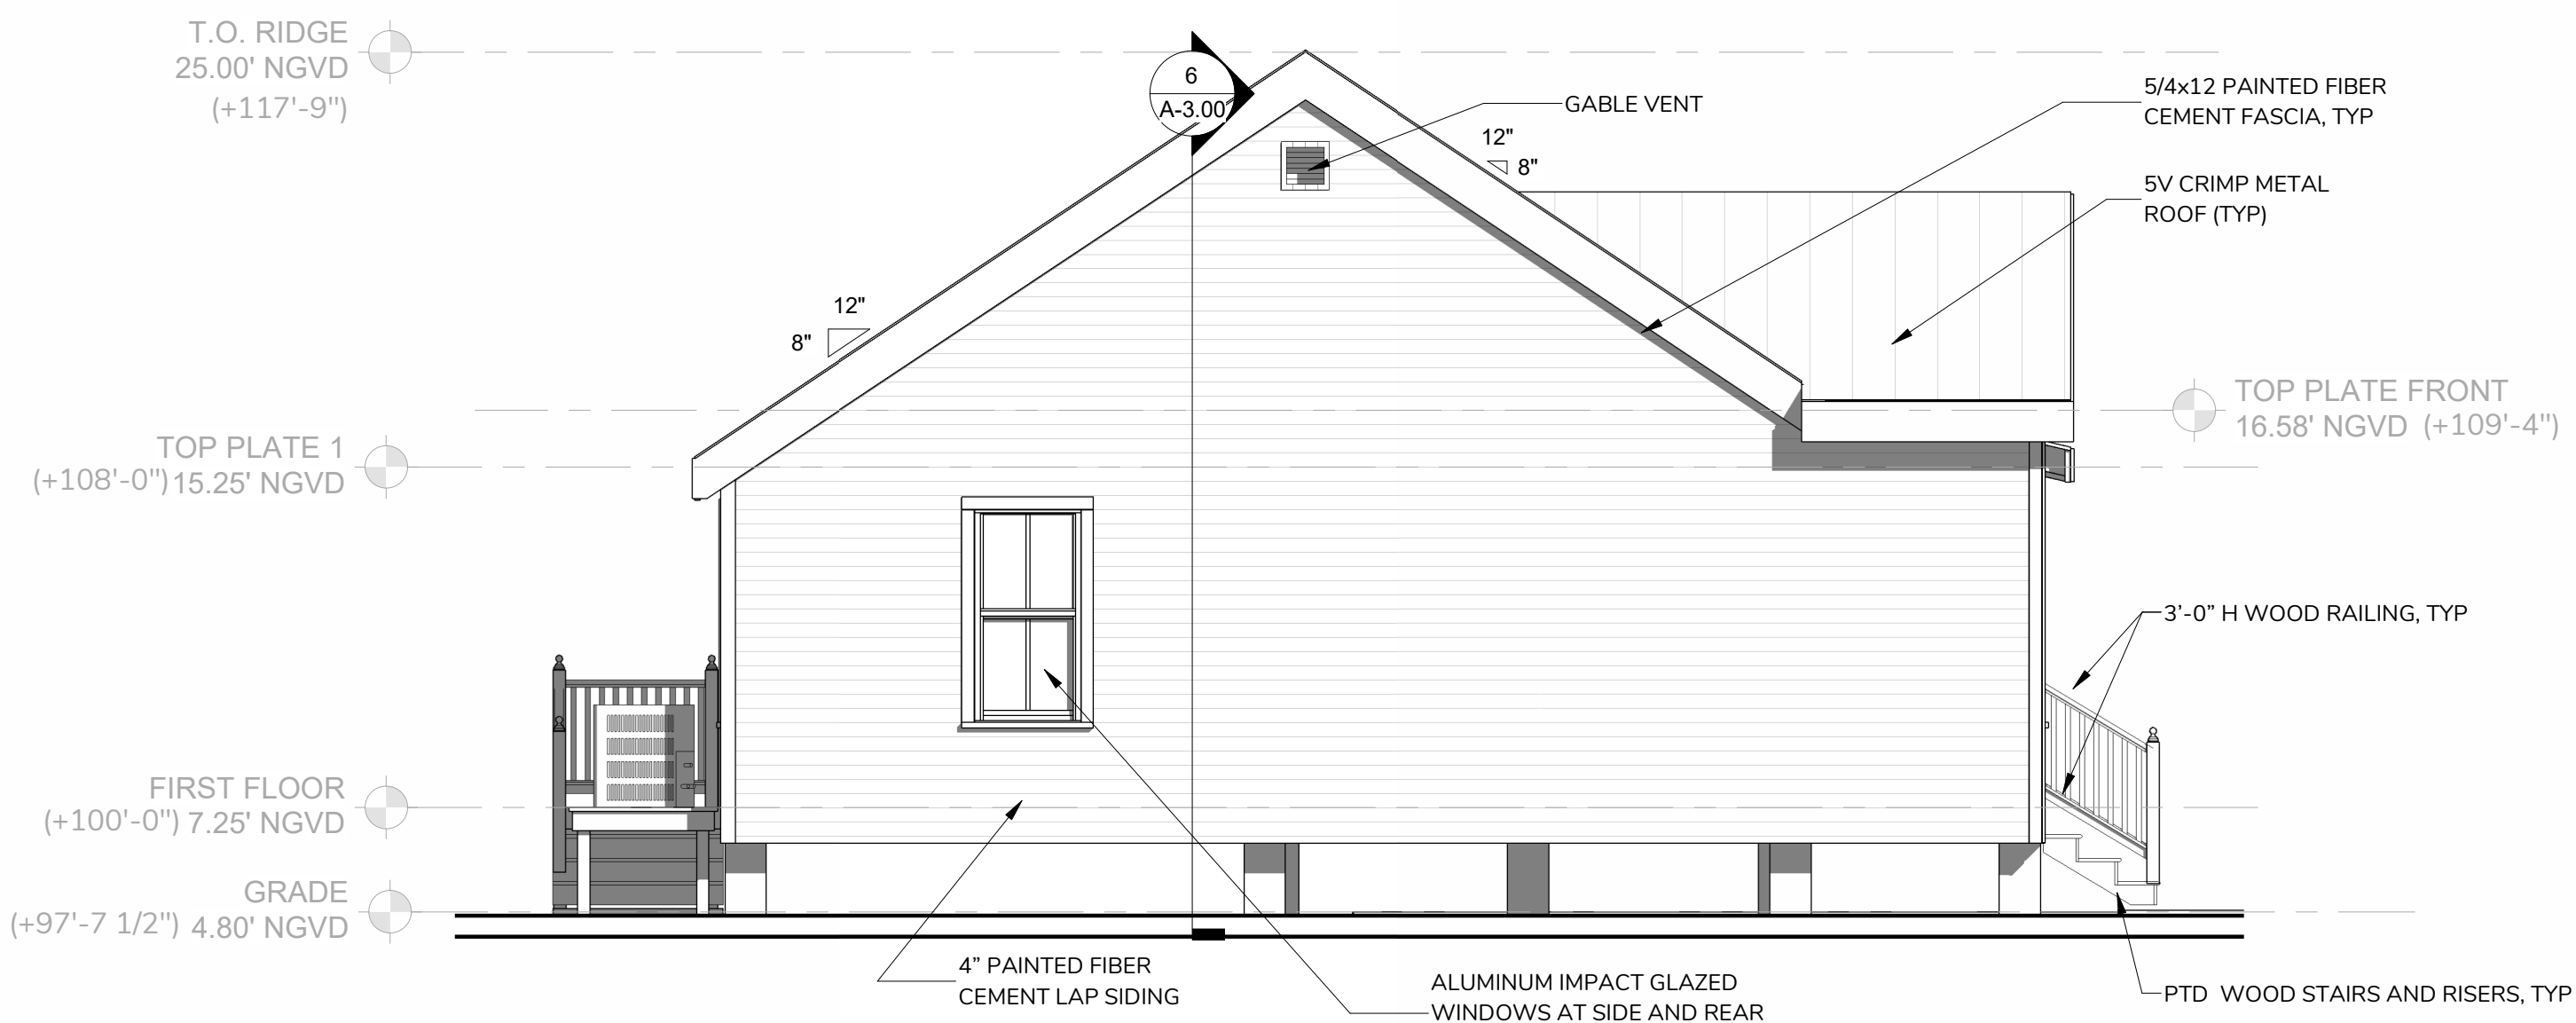 T.O. RIDGE
25.00' NGVD
(+117'-9")
6
A-3.00
GABLE VENT
12"
8"
5/4x12 PAINTED FIBER
CEMENT FASCIA, TYP
5V CRIMP METAL
ROOF (TYP)
12"
8"
TOP PLATE FRONT
16.58' NGVD (+109'-4")
TOP PLATE 1
(+108'-0") 15.25' NGVD
3'-0” H WOOD RAILING, TYP
FIRST FLOOR
(+100'-0") 7.25' NGVD
GRADE
(+97'-7 1/2") 4.80' NGVD
4” PAINTED FIBER
CEMENT LAP SIDING
ALUMINUM IMPACT GLAZED
WINDOWS AT SIDE AND REAR
PTD WOOD STAIRS AND RISERS, TYP